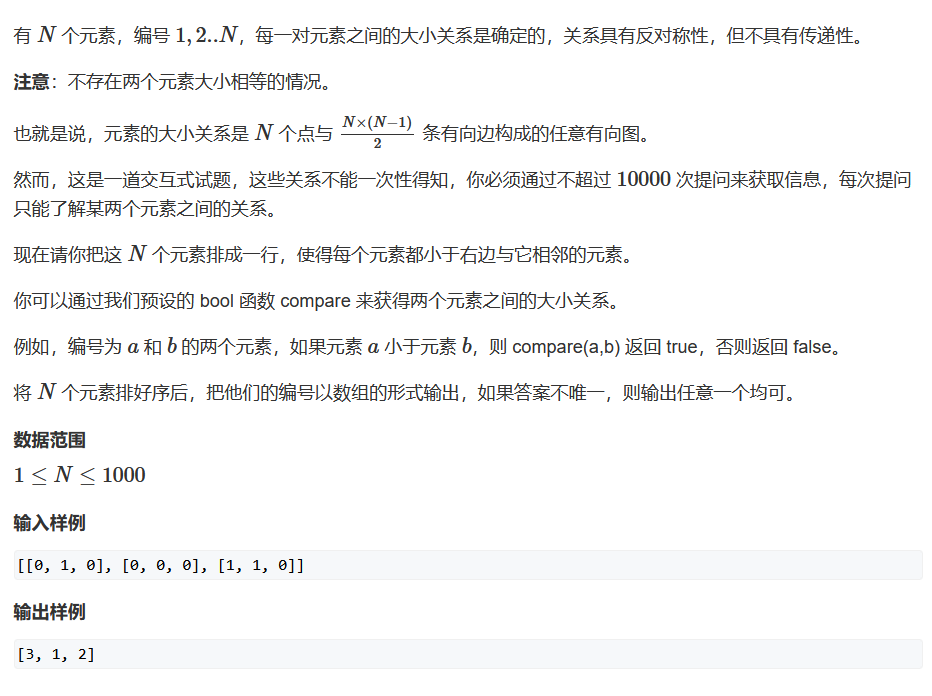 有 N 个元素，编号 1,2..N，每一对元素之间的大小关系是确定的，关系具有反对称性，但不具有传递性。
注意：不存在两个元素大小相等的情况。
也就是说，元素的大小关系是 N 个点与 \frac{N×(N−1)}{2} 条有向边构成的任意有向图。
然而，这是一道交互式试题，这些关系不能一次性得知，你必须通过不超过 10000 次提问来获取信息，每次提问
只能了解某两个元素之间的关系。
现在请你把这 N 个元素排成一行，使得每个元素都小于右边与它相邻的元素。
你可以通过我们预设的 bool 函数 compare 来获得两个元素之间的大小关系。
例如，编号为 a 和 b 的两个元素，如果元素 a 小于元素 b，则 compare(a,b) 返回 true，否则返回 false。
将 N 个元素排好序后，把他们的编号以数组的形式输出，如果答案不唯一，则输出任意一个均可。
数据范围
1 ≤ N ≤ 1000
输入样例
[[0, 1, 0], [0, 0, 0], [1, 1, 0]]
输出样例
[3, 1, 2]